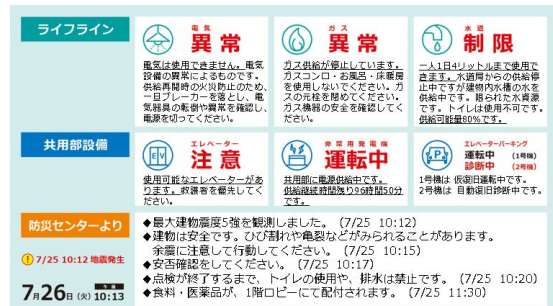 ライフライン
電気
異常
電気は使用できません。電気
設備の異常によるものです。
供給再開時の火災防止のため、
一旦ブレーカーを落とし、電
気器具の転倒や異常を確認し、
電源を切ってください。
ガス
異常
ガス供給が停止しています。
ガスコンロ・お風呂・床暖房
を使用しないでください。ガ
スの元栓を閉めてください。
ガス機器の安全を確認してく
ださい。
水道
制限
一人1日4リットルまで使用で
きます。水道局からの供給停
止中ですが建物内水槽の水を
供給中です。限られた水資源
です。トイレは使用不可です。
供給可能量80%です。
共用部設備
EV
エレベーター
注意
使用可能なエレベーターがあ
ります。救護者を優先してく
ださい。
非常用発電機
運転中
共用部に電源供給中です。
供給継続時間残り96時間50分
です。
P
エレベーターパーキング
運転中 (1号機)
診断中 (2号機)
1号機は 仮復旧運転中です。
2号機は 自動復旧診断中です。
防災センターより
7/25 10:12 地震発生
7月26日(火) 午前 10:13
◆最大建物震度5強を観測しました。(7/25 10:12)
◆建物は安全です。ひび割れや亀裂などがみられることがあります。
余震に注意して行動してください。(7/25 10:15)
◆安否確認をしてください。(7/25 10:17)
◆点検が終了するまで、トイレの使用や、排水は禁止です。(7/25 10:20)
◆食料・医薬品が、1階ロビーにて配付されます。(7/25 11:30)